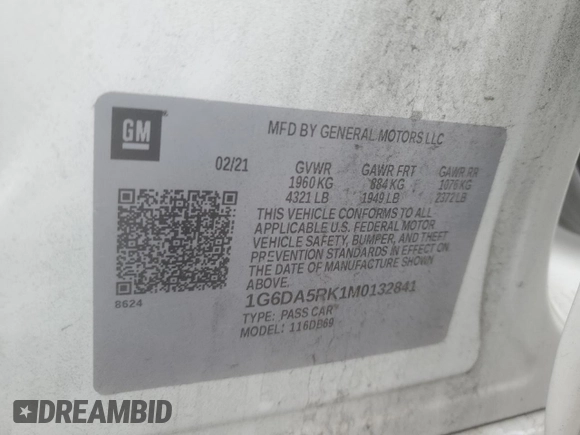 GM
MFD BY GENERAL MOTORS LLC
02/21 GVWR GAWR FRT GAWR RR
1960 KG 884 KG 1076 KG
4321 LB 1949 LB 2372 LB
THIS VEHICLE CONFORMS TO ALL
APPLICABLE U.S. FEDERAL MOTOR
VEHICLE SAFETY, BUMPER, AND THEFT
PREVENTION STANDARDS IN EFFECT
ON THE DATE OF MANUFACTURE SHOWN
ABOVE.
8624
1G6DA5RK1M0132841
TYPE: PASS CAR
MODEL: 116DB69
DREAMBID